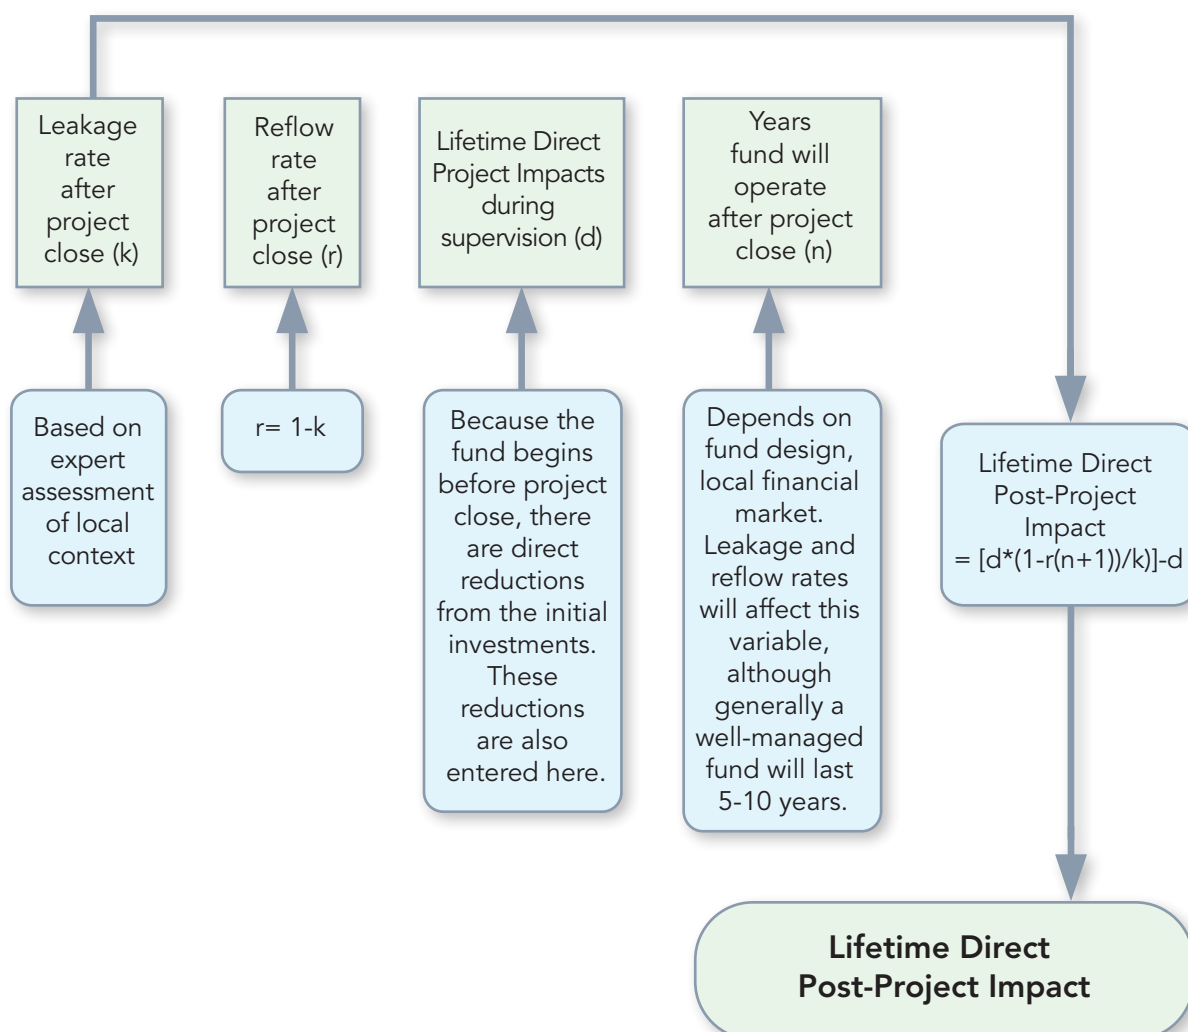 Leakage
rate
after
project
close (k)
Reflow
rate
after
project
close (r)
Lifetime Direct
Project Impacts
during
supervision (d)
Years
fund will
operate
after project
close (n)
Based on
expert
assessment
of local
context
r= 1-k
Because the
fund begins
before project
close, there
are direct
reductions
from the initial
investments.
These
reductions
are also
entered here.
Depends on
fund design,
local financial
market.
Leakage and
reflow rates
will affect this
variable,
although
generally a
well-managed
fund will last
5-10 years.
Lifetime Direct
Post-Project
Impact
= [d*(1-r(n+1))/k)]-d
Lifetime Direct
Post-Project Impact